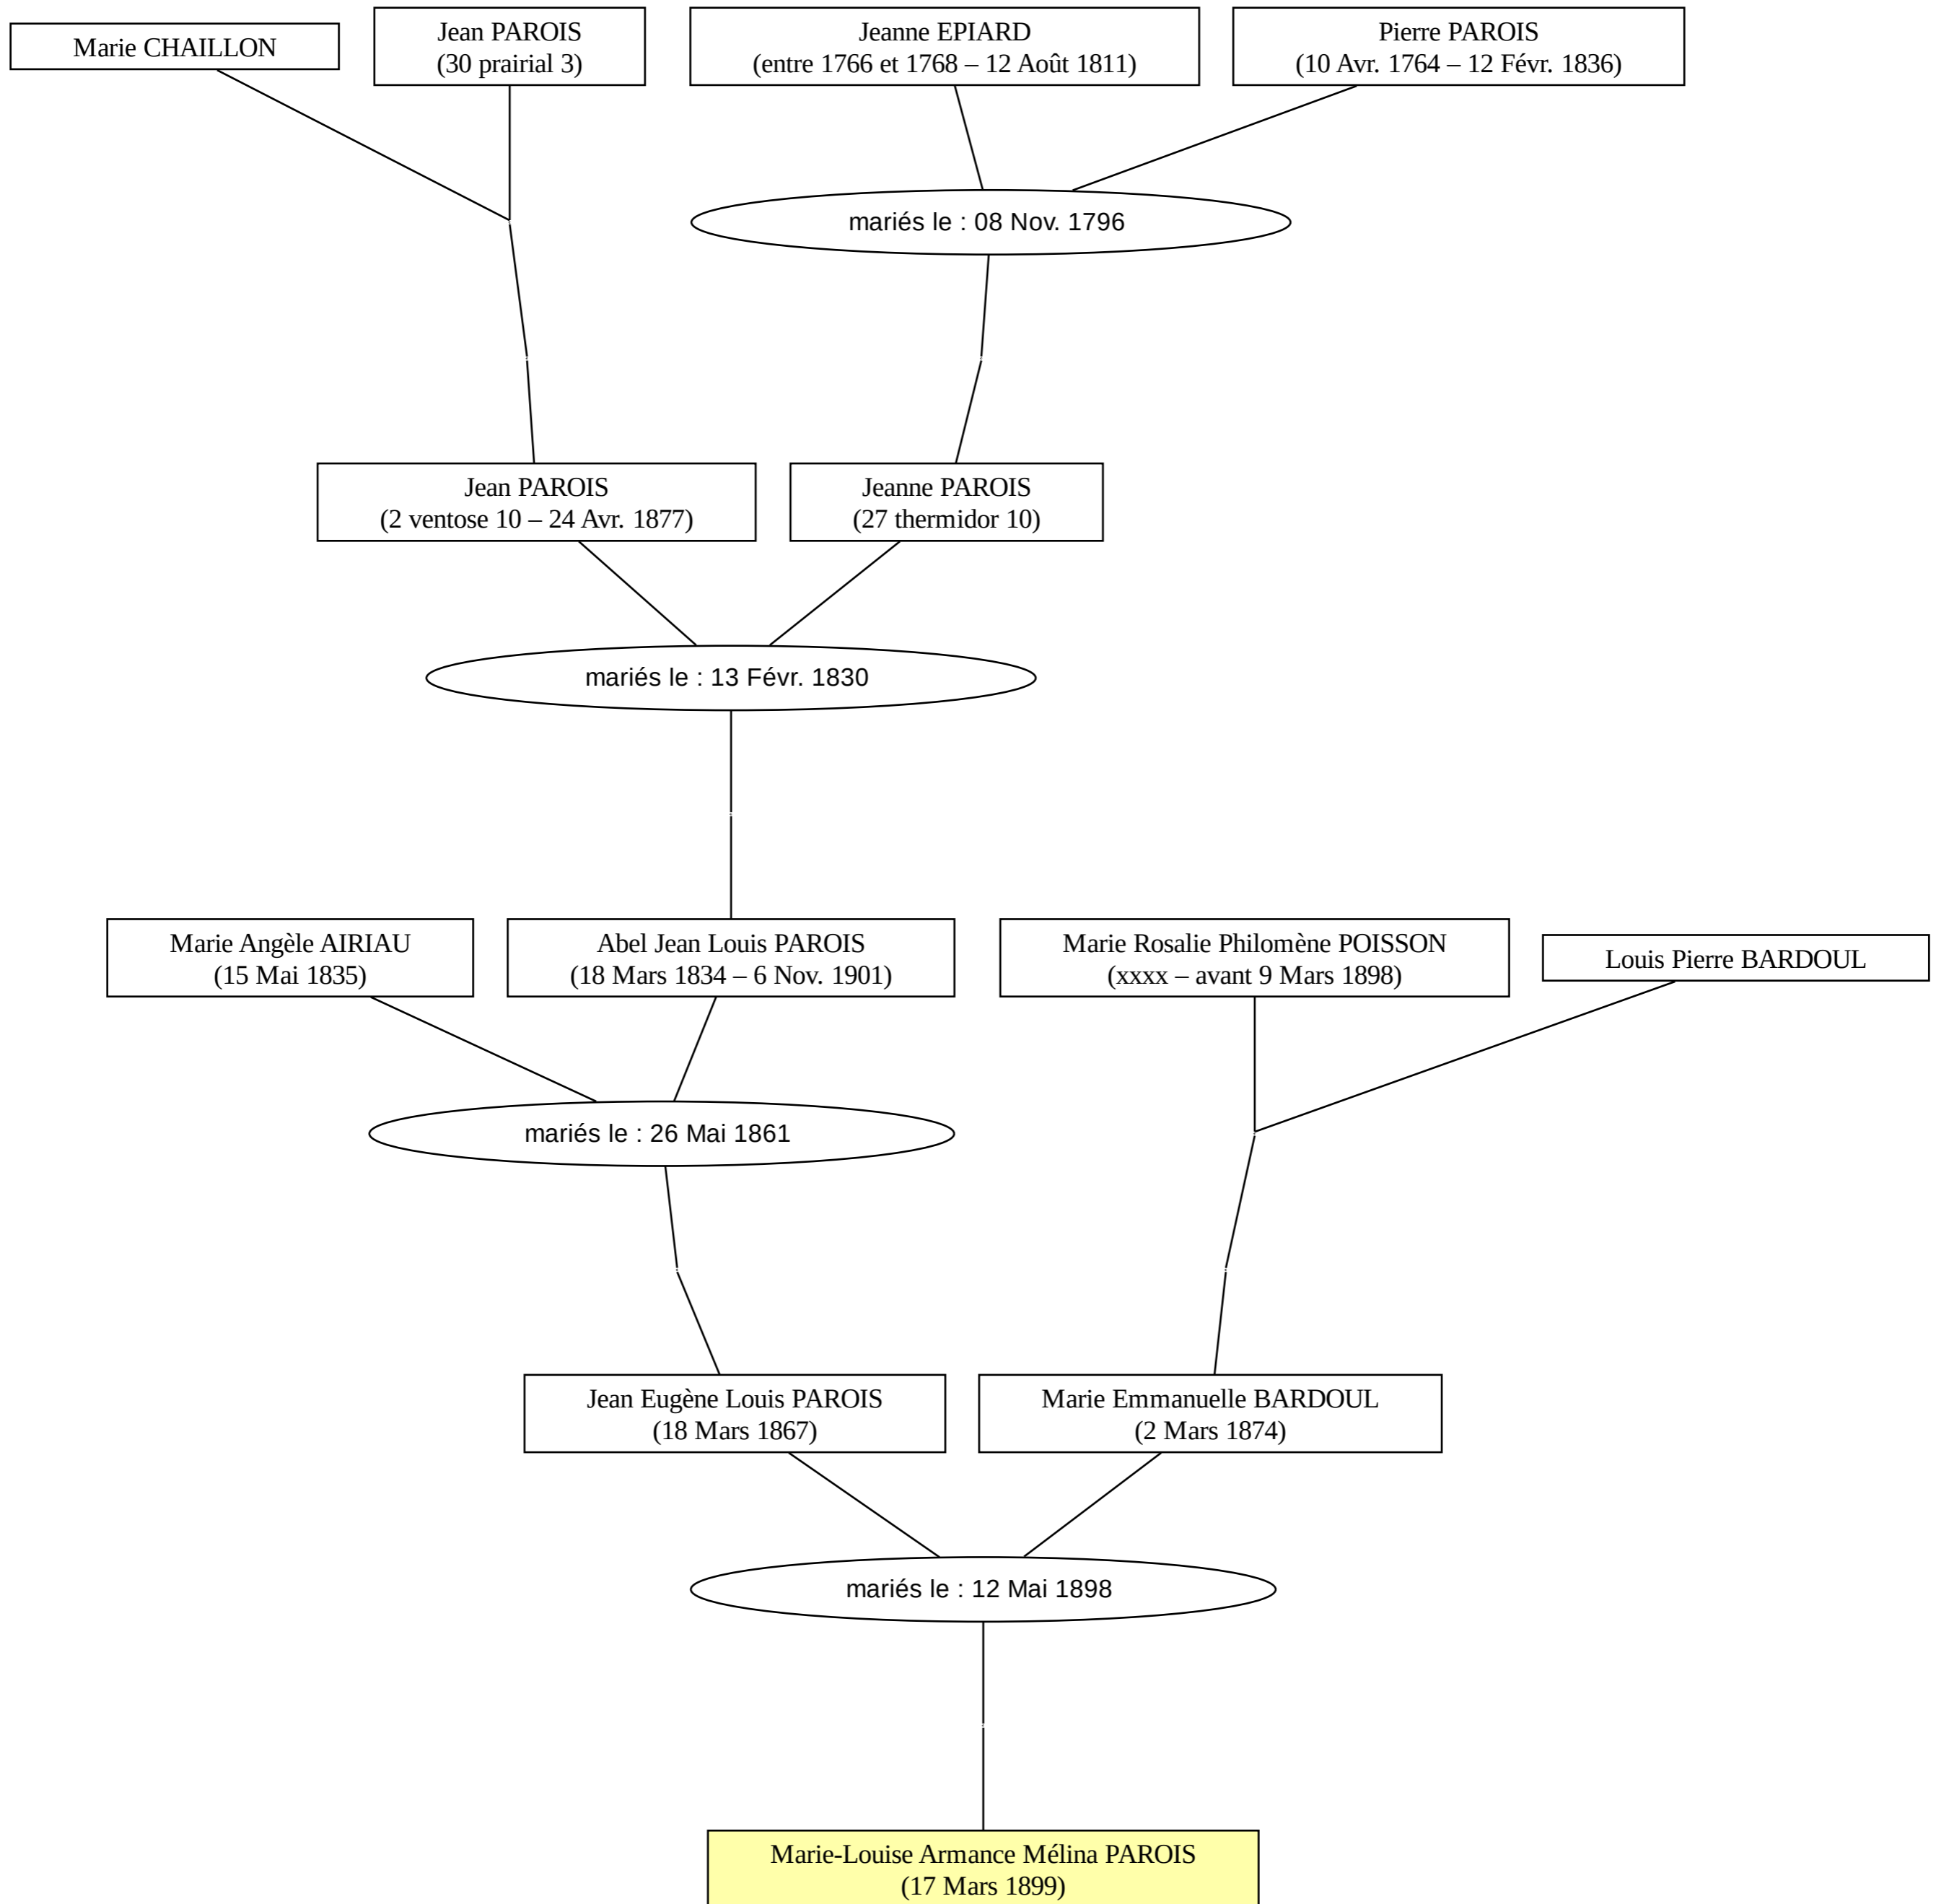 Marie CHAILLON
Jean PAROIS
(30 prairial 3)
Jeanne EPIARD
(entre 1766 et 1768 – 12 Août 1811)
Pierre PAROIS
(10 Avr. 1764 – 12 Févr. 1836)
mariés le : 08 Nov. 1796
Jean PAROIS
(2 ventose 10 – 24 Avr. 1877)
Jeanne PAROIS
(27 thermidor 10)
mariés le : 13 Févr. 1830
Marie Angèle AIRIAU
(15 Mai 1835)
Abel Jean Louis PAROIS
(18 Mars 1834 – 6 Nov. 1901)
Marie Rosalie Philomène POISSON
(xxxx – avant 9 Mars 1898)
Louis Pierre BARDOUL
mariés le : 26 Mai 1861
Jean Eugène Louis PAROIS
(18 Mars 1867)
Marie Emmanuelle BARDOUL
(2 Mars 1874)
mariés le : 12 Mai 1898
Marie-Louise Armance Mélina PAROIS
(17 Mars 1899)